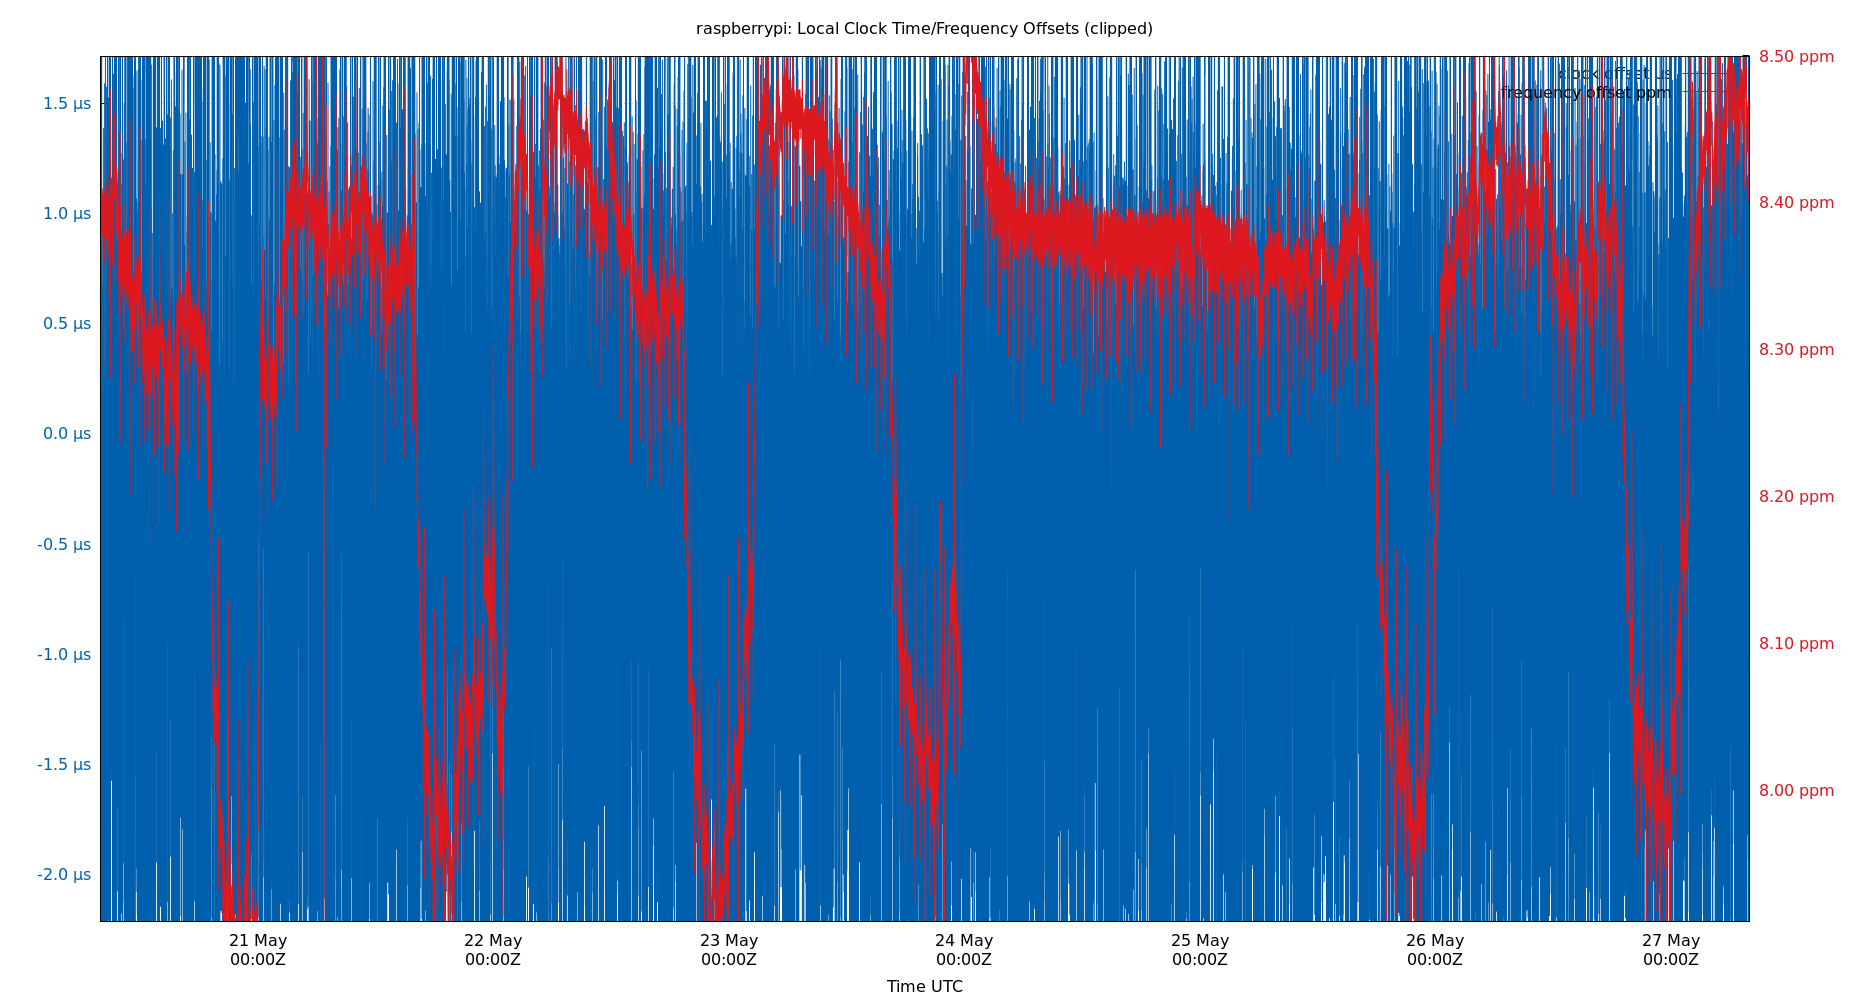 raspberrypi: Local Clock Time/Frequency Offsets (clipped)
clock offset µs
frequency offset ppm
1.5 µs
1.0 µs
0.5 µs
0.0 µs
-0.5 µs
-1.0 µs
-1.5 µs
-2.0 µs
8.50 ppm
8.40 ppm
8.30 ppm
8.20 ppm
8.10 ppm
8.00 ppm
21 May
00:00Z
22 May
00:00Z
23 May
00:00Z
24 May
00:00Z
25 May
00:00Z
26 May
00:00Z
27 May
00:00Z
Time UTC